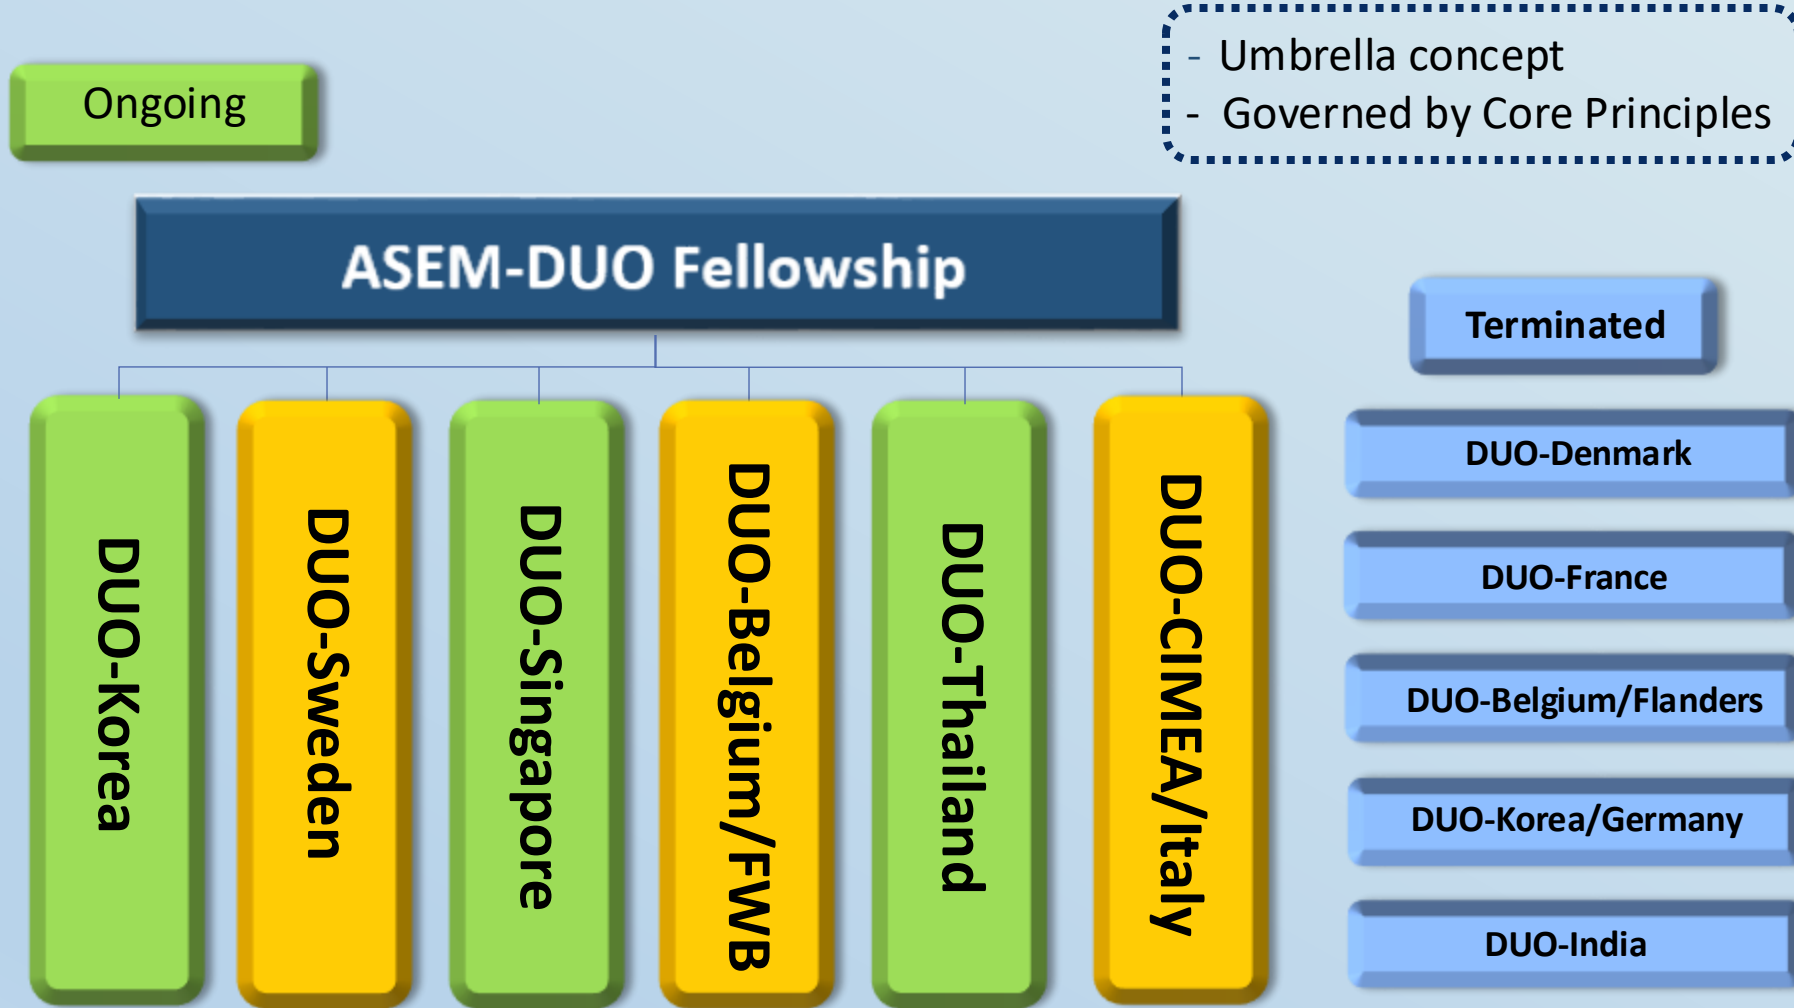 - Umbrella concept
- Governed by Core Principles
Ongoing
ASEM-DUO Fellowship
Terminated
DUO-Korea
DUO-Sweden
DUO-Singapore
DUO-Belgium/FWB
DUO-Thailand
DUO-CIMEA/Italy
DUO-Denmark
DUO-France
DUO-Belgium/Flanders
DUO-Korea/Germany
DUO-India